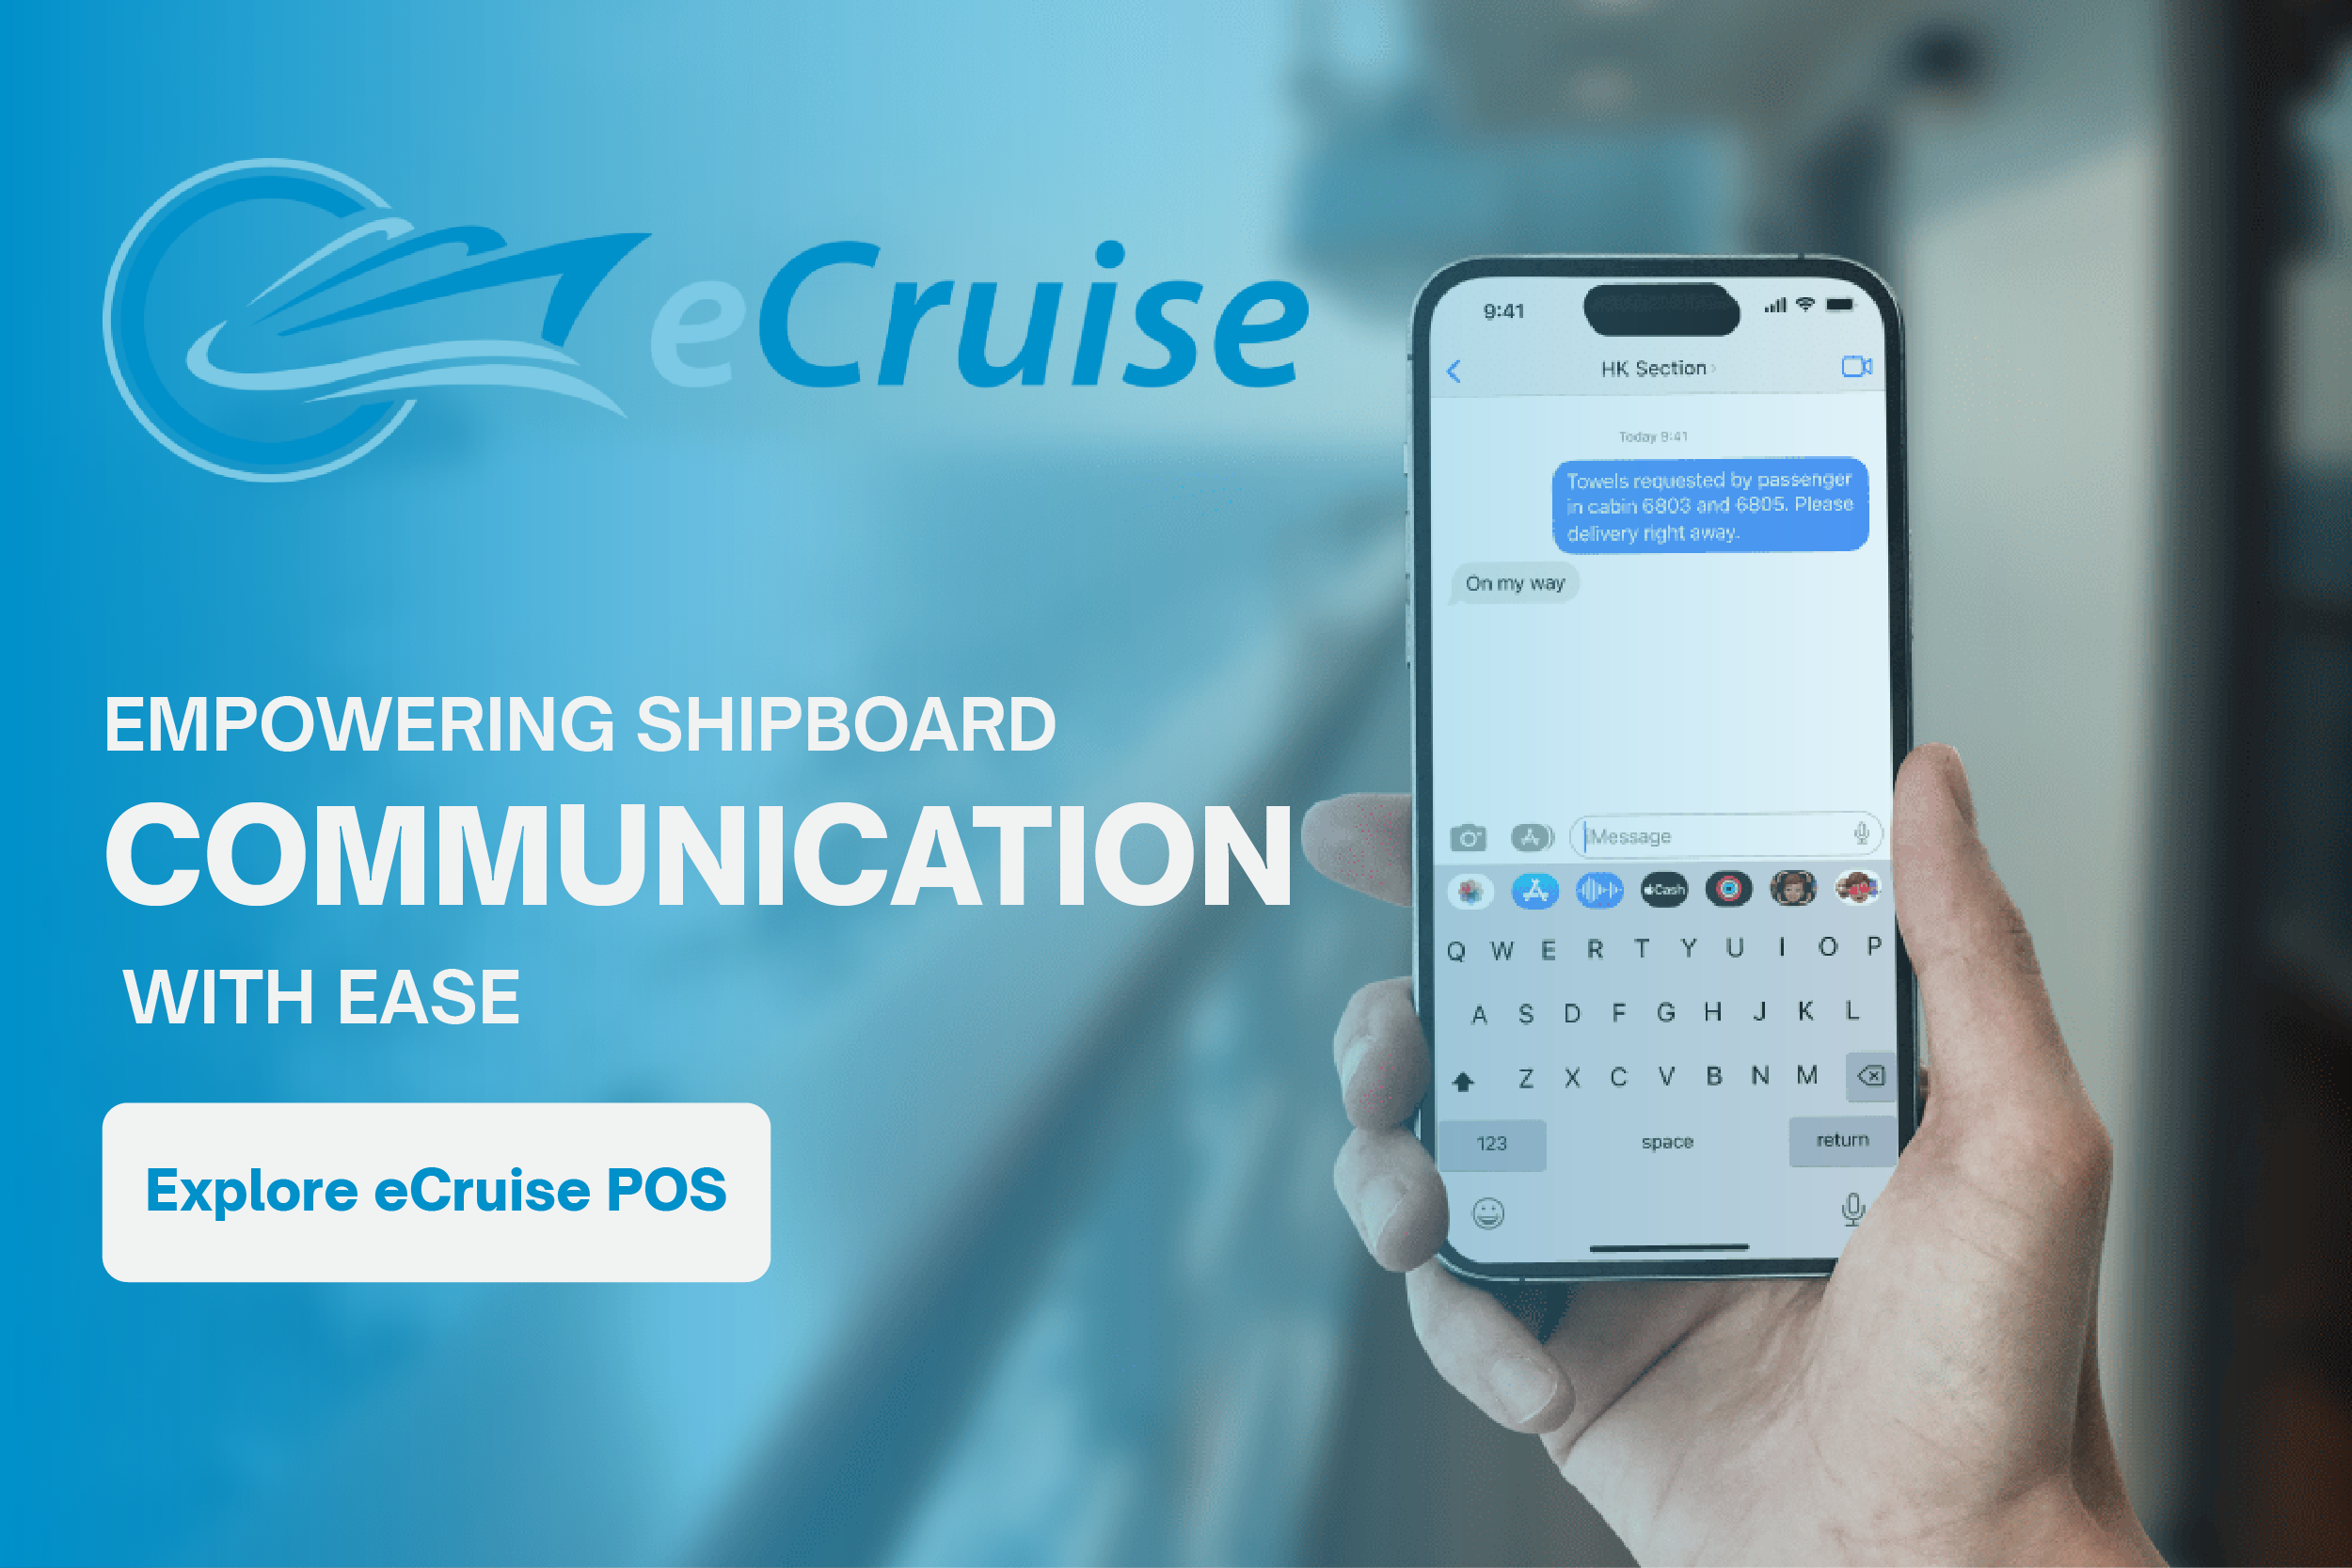 eCruise
EMPOWERING SHIPBOARD
COMMUNICATION
WITH EASE
Explore eCruise POS
9:41
HK Section
Today 9:41
Towels requested by passenger
in cabin 6803 and 6805. Please
delivery right away.
On my way
iMessage
Cash
Q W E R T Y U I O P
A S D F G H J K L
Z X C V B N M
123 space return